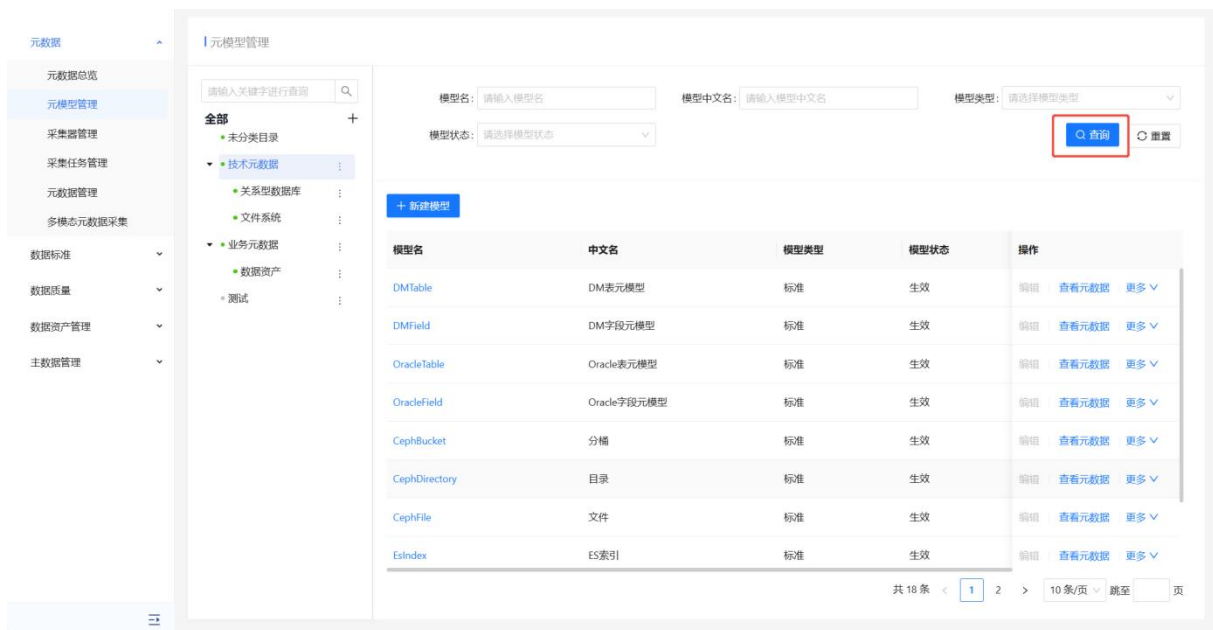 元数据
元数据总览
元模型管理
采集器管理
采集任务管理
元数据管理
多模态元数据采集
数据标准
数据质量
数据资产管理
主数据管理
元模型管理
请输入关键字进行查询
全部 +
未分类目录
技术元数据
关系型数据库
文件系统
业务元数据
数据资产
测试
模型名: 请输入模型名 模型中文名: 请输入模型中文名 模型类型: 请选择模型类型
模型状态: 请选择模型状态 查询 重置
+ 新建模型
模型名 中文名 模型类型 模型状态 操作
DMTable DM表元模型 标准 生效 编辑 查看元数据 更多
DMField DM字段元模型 标准 生效 编辑 查看元数据 更多
OracleTable Oracle表元模型 标准 生效 编辑 查看元数据 更多
OracleField Oracle字段元模型 标准 生效 编辑 查看元数据 更多
CephBucket 分桶 标准 生效 编辑 查看元数据 更多
CephDirectory 目录 标准 生效 编辑 查看元数据 更多
CephFile 文件 标准 生效 编辑 查看元数据 更多
EsIndex ES索引 标准 生效 编辑 查看元数据 更多
共 18 条 < 1 2 > 10 条/页 跳至 页